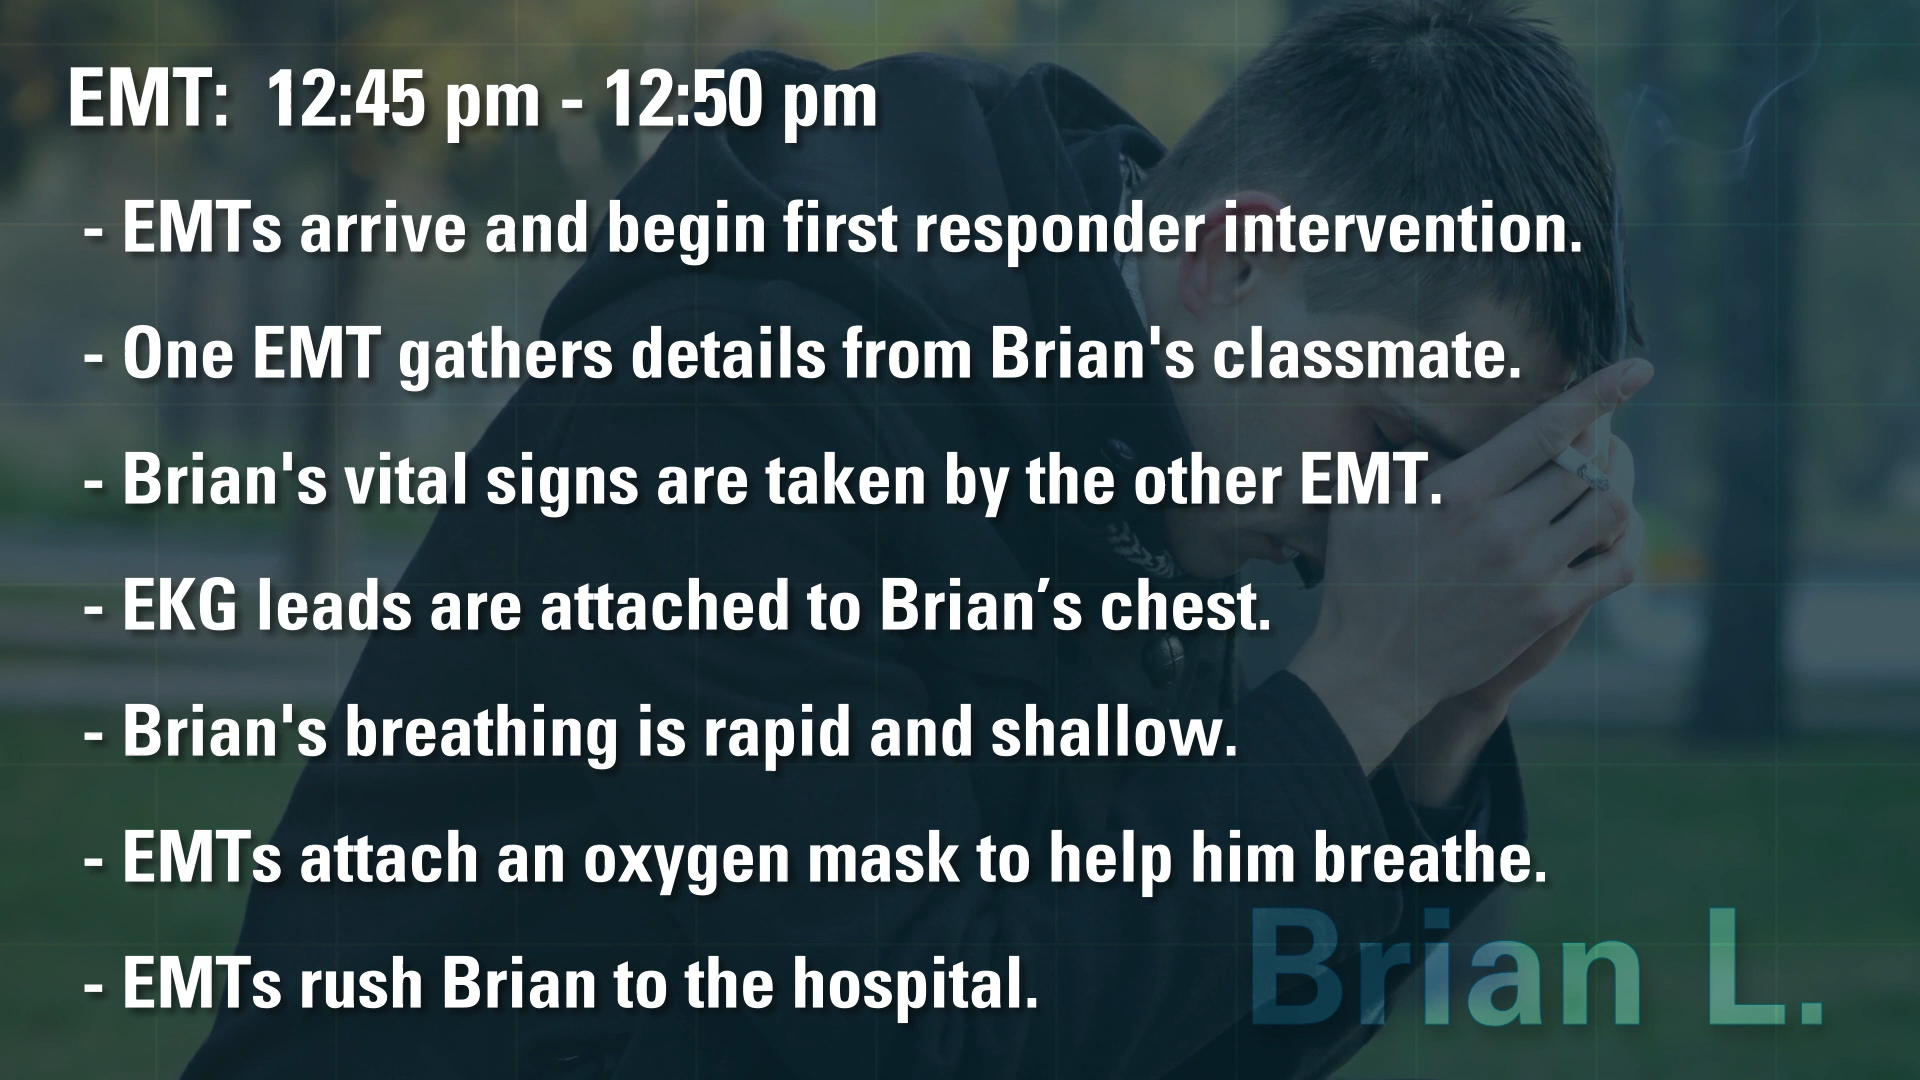 EMT:  12:45 pm - 12:50 pm
- EMTs arrive and begin first responder intervention.
- One EMT gathers details from Brian's classmate.
- Brian's vital signs are taken by the other EMT.
- EKG leads are attached to Brian’s chest.
- Brian's breathing is rapid and shallow.
- EMTs attach an oxygen mask to help him breathe.
- EMTs rush Brian to the hospital.
Brian L.